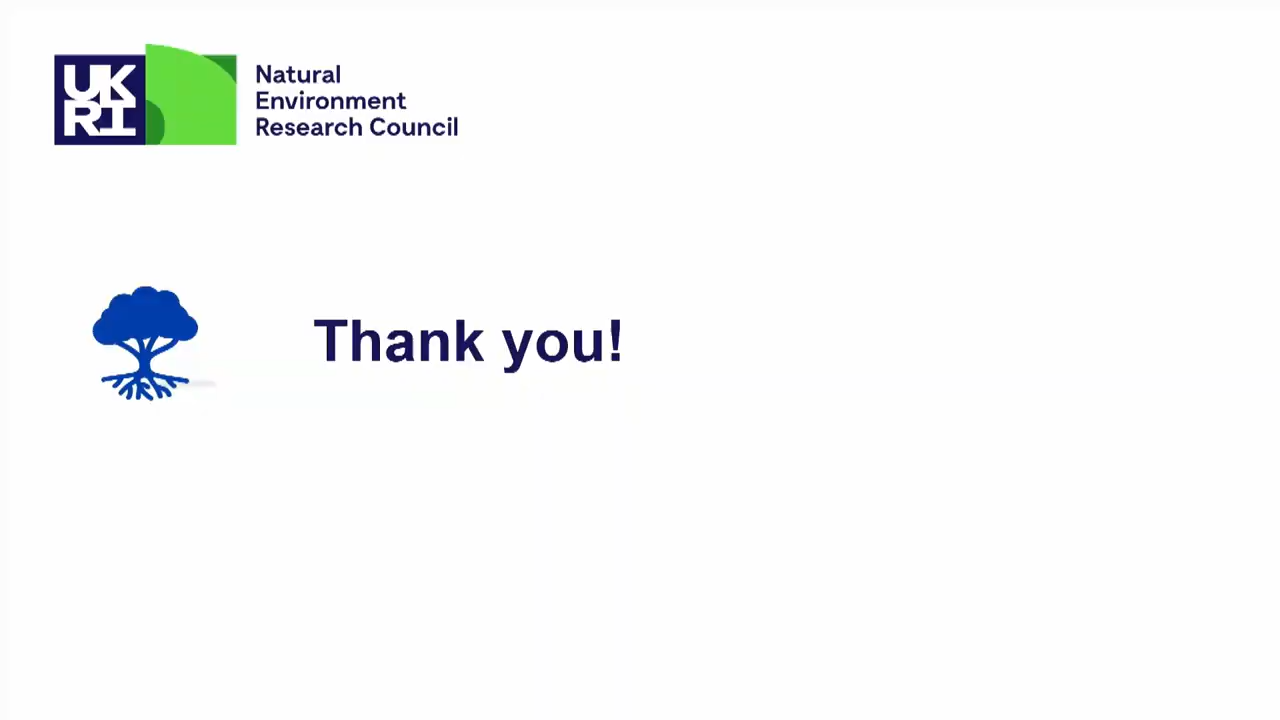 UK
RI
Natural
Environment
Research Council
Thank you!